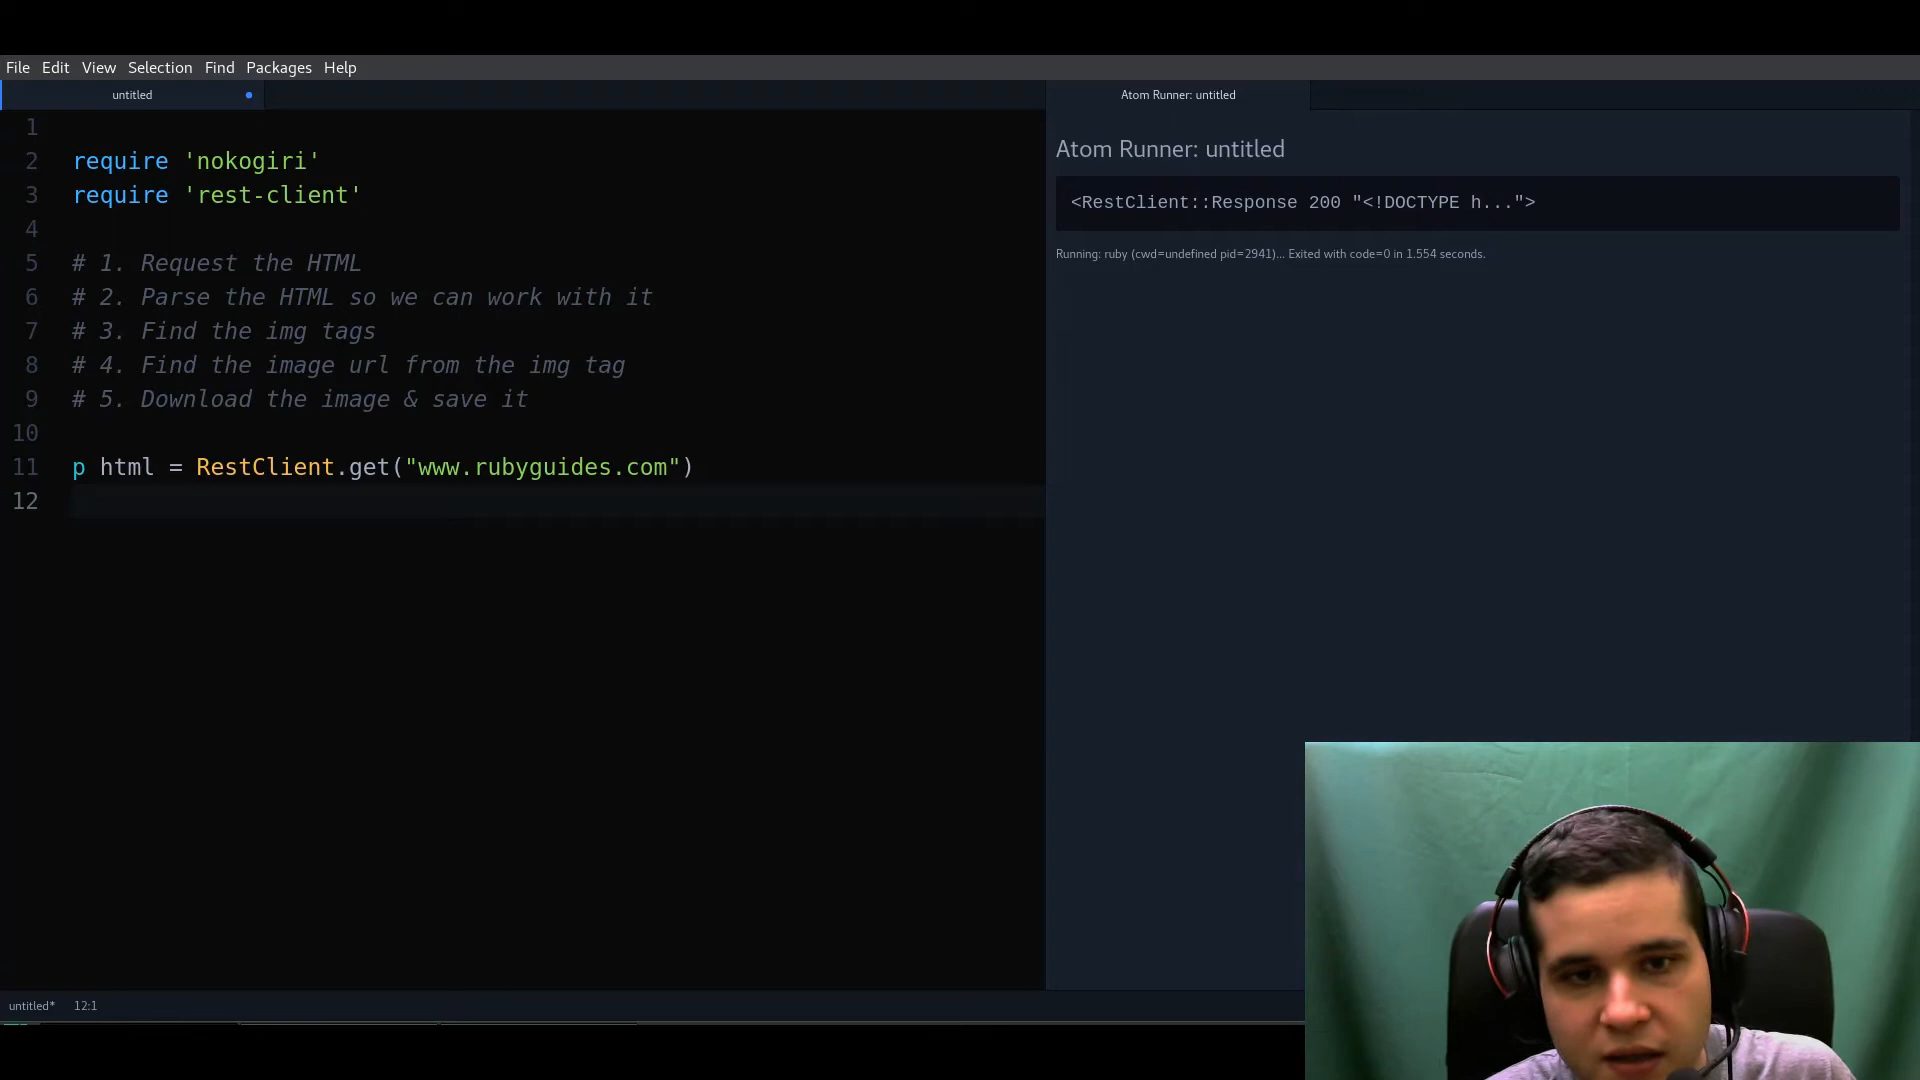 File Edit View Selection Find Packages Help
untitled
Atom Runner: untitled
1
2 require 'nokogiri'
3 require 'rest-client'
4
5 # 1. Request the HTML
6 # 2. Parse the HTML so we can work with it
7 # 3. Find the img tags
8 # 4. Find the image url from the img tag
9 # 5. Download the image & save it
10
11 p html = RestClient.get("www.rubyguides.com")
12
Atom Runner: untitled
<RestClient::Response 200 "<!DOCTYPE h...">
Running: ruby (cwd=undefined pid=2941)... Exited with code=0 in 1.554 seconds.
untitled* 12:1